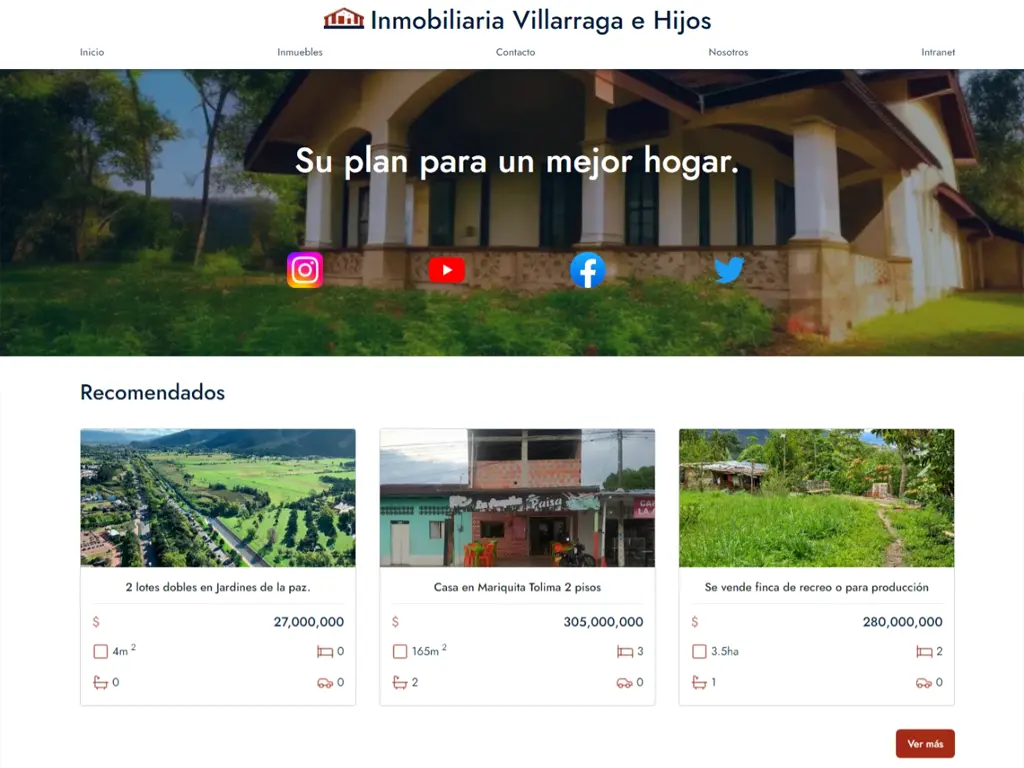 Inmobiliaria Villarraga e Hijos
Inicio Inmuebles Contacto Nosotros Intranet
Su plan para un mejor hogar.
Recomendados
Paisa
2 lotes dobles en Jardines de la paz.
$ 27,000,000
4m 2 0
0 0
Casa en Mariquita Tolima 2 pisos
$ 305,000,000
165m 2 3
2 0
Se vende finca de recreo o para producción
$ 280,000,000
3.5ha 2
1 0
Ver más